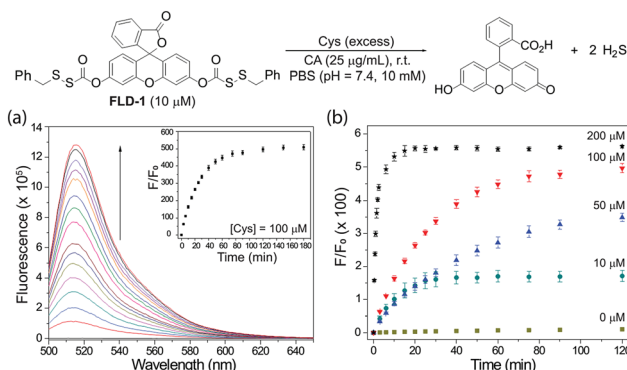 Cys (excess)
CA (25 μg/mL), r.t.
PBS (pH = 7.4, 10 mM)
O
O
Ph
S
S
O
O
O
O
O
S
S
Ph
FLD-1 (10 μM)
CO₂H
HO
O
O
+ 2 H₂S
(a)
Fluorescence (x 10⁵)
14
12
10
8
6
4
2
0
500 520 540 560 580 600 620 640
Wavelength (nm)
F/F₀
800
700
600
500
400
300
200
100
0
[Cys] = 100 μM
0 20 40 60 80 100 120 140 160 180
Time (min)
(b)
F/F₀ (x 100)
6
5
4
3
2
1
0
200 μM
100 μM
50 μM
10 μM
0 μM
0 20 40 60 80 100 120
Time (min)